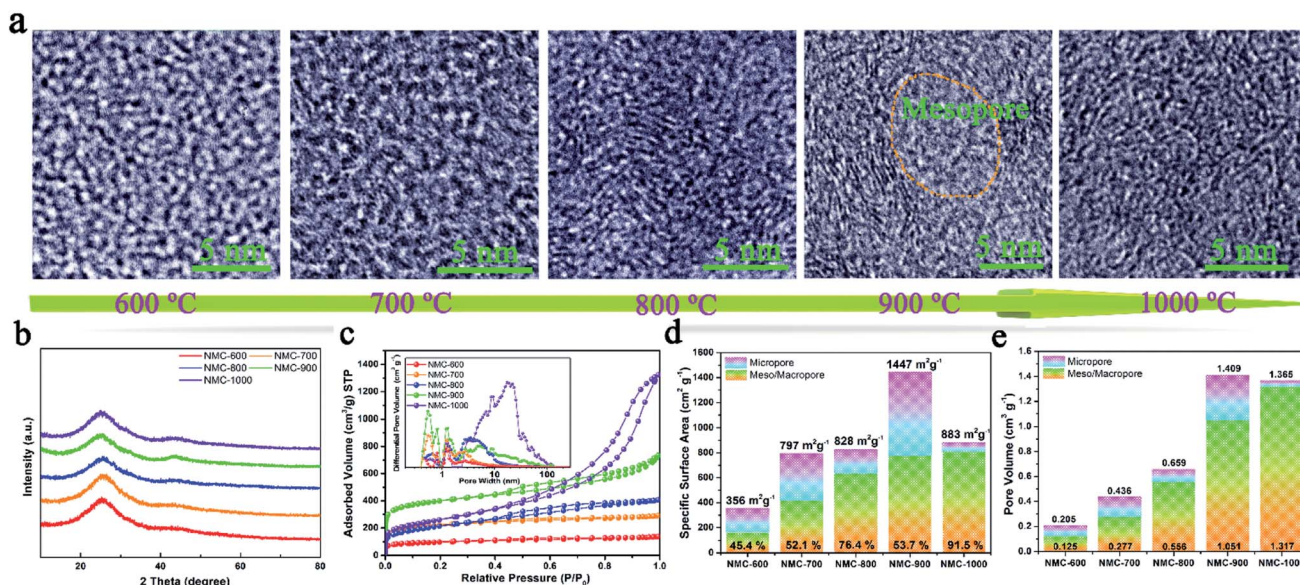 a
Mesopore
5 nm
5 nm
5 nm
5 nm
5 nm
600 ºC
700 ºC
800 ºC
900 ºC
1000 ºC
b
NMC-600
NMC-700
NMC-800
NMC-900
NMC-1000
Intensity (a.u.)
20
40
60
80
2 Theta (degree)
c
1400
1200
1000
800
600
400
200
0
Adsorbed Volume (cm³/g) STP
NMC-600
NMC-700
NMC-800
NMC-900
NMC-1000
Differential Pore Volume (cm³ g⁻¹)
1
10
100
Pore Width (nm)
0.0
0.2
0.4
0.6
0.8
1.0
Relative Pressure (P/P₀)
d
1600
1400
1200
1000
800
600
400
200
0
Specific Surface Area (cm² g⁻¹)
Micropore
Meso/Macropore
356 m²g⁻¹
797 m²g⁻¹
828 m²g⁻¹
1447 m²g⁻¹
883 m²g⁻¹
45.4 %
52.1 %
76.4 %
53.7 %
91.5 %
NMC-600
NMC-700
NMC-800
NMC-900
NMC-1000
e
1.6
1.4
1.2
1.0
0.8
0.6
0.4
0.2
0.0
Pore Volume (cm³ g⁻¹)
Micropore
Meso/Macropore
0.205
0.436
0.659
1.409
1.365
0.125
0.277
0.556
1.051
1.317
NMC-600
NMC-700
NMC-800
NMC-900
NMC-100